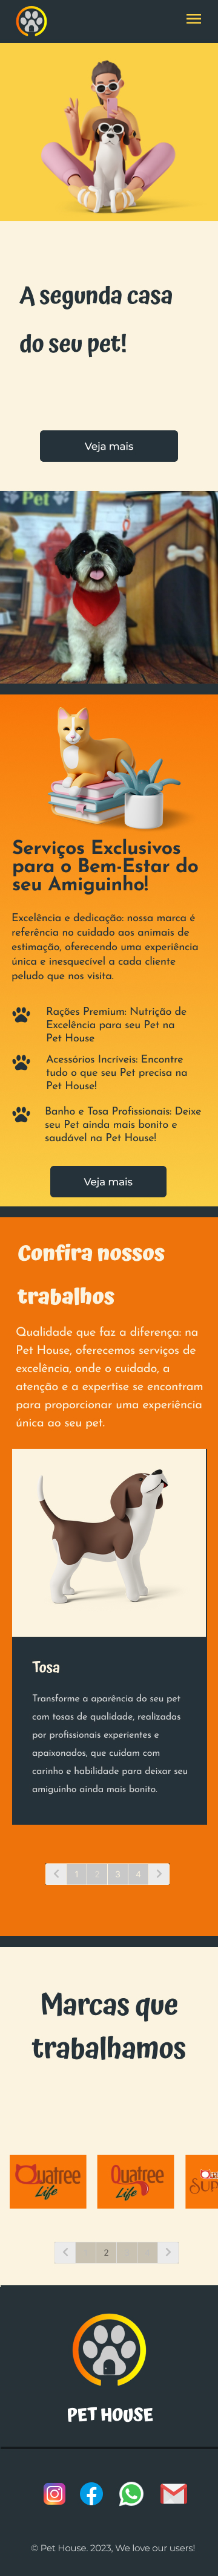 A segunda casa
do seu pet!
Veja mais
Pet
Serviços Exclusivos
para o Bem-Estar do
seu Amiguinho!
Excelência e dedicação: nossa marca é
referência no cuidado aos animais de
estimação, oferecendo uma experiência
única e inesquecível a cada cliente
peludo que nos visita.
Rações Premium: Nutrição de
Excelência para seu Pet na
Pet House
Acessórios Incríveis: Encontre
tudo o que seu Pet precisa na
Pet House!
Banho e Tosa Profissionais: Deixe
seu Pet ainda mais bonito e
saudável na Pet House!
Veja mais
Confira nossos
trabalhos
Qualidade que faz a diferença: na
Pet House, oferecemos serviços de
excelência, onde o cuidado, a
atenção e a expertise se encontram
para proporcionar uma experiência
única ao seu pet.
Tosa
Transforme a aparência do seu pet
com tosas de qualidade, realizadas
por profissionais experientes e
apaixonados, que cuidam com
carinho e habilidade para deixar seu
amiguinho ainda mais bonito.
1 2 3 4
Marcas que
trabalhamos
Quatree Life Quatree Life
2
PET HOUSE
© Pet House. 2023, We love our users!